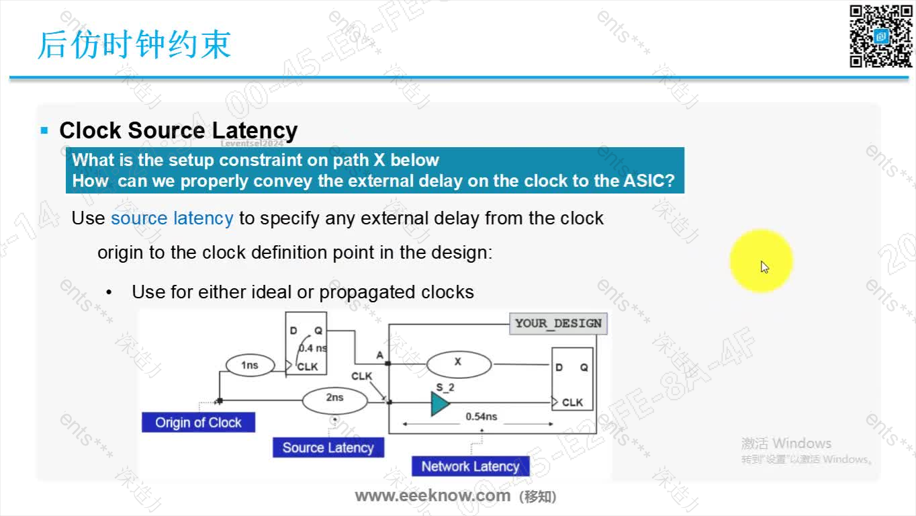 后仿时钟约束
Clock Source Latency
Leventsel2024
What is the setup constraint on path X below
How can we properly convey the external delay on the clock to the ASIC?
Use source latency to specify any external delay from the clock
origin to the clock definition point in the design:
• Use for either ideal or propagated clocks
YOUR_DESIGN
D Q
0.4 ns
CLK
1ns
A
X
D Q
CLK
S_2
2ns
CLK
0.54ns
Origin of Clock
Source Latency
Network Latency
激活 Windows
转到"设置"以激活 Windows。
www.eeeknow.com（移知）